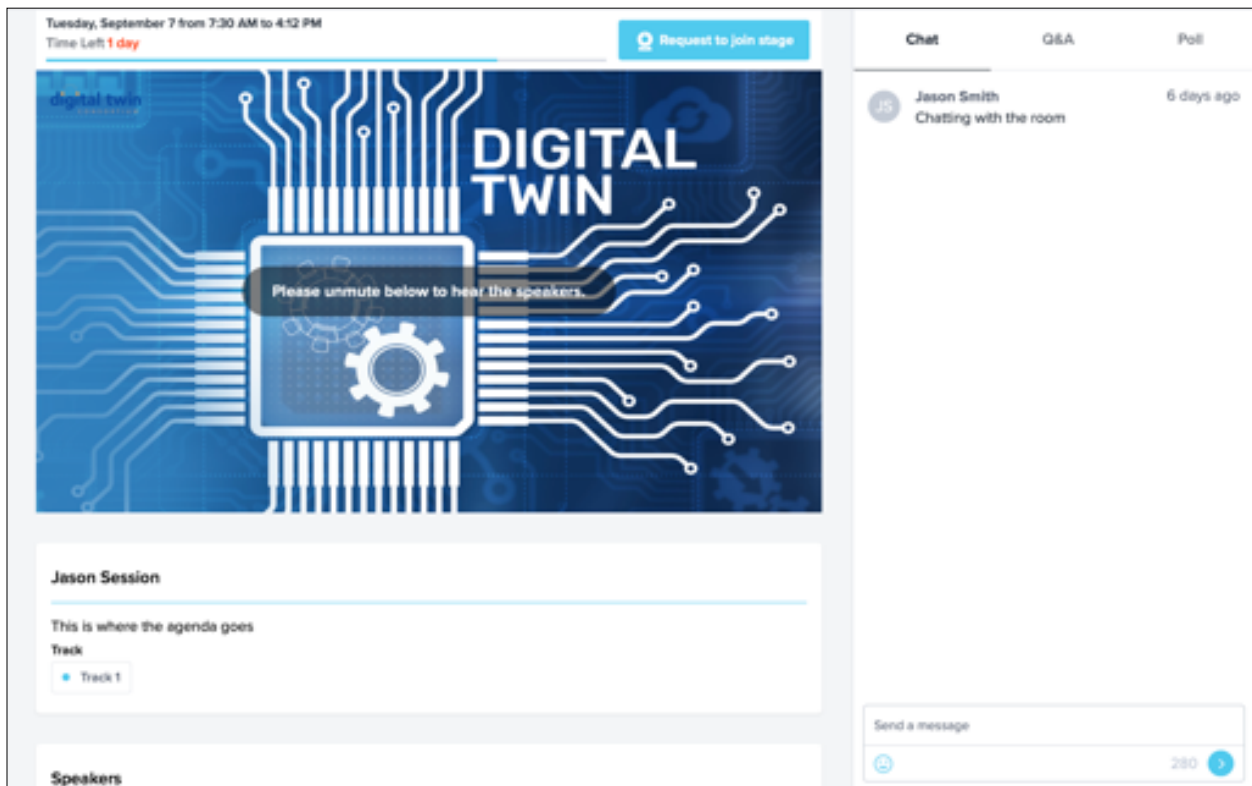 Tuesday, September 7 from 7:30 AM to 4:12 PM
Time Left 1 day
Request to join stage
digital twin
DIGITAL
TWIN
Please unmute below to hear the speakers.
Jason Session
This is where the agenda goes
Track
Track 1
Speakers
Chat Q&A Poll
JS
Jason Smith 6 days ago
Chatting with the room
Send a message
280